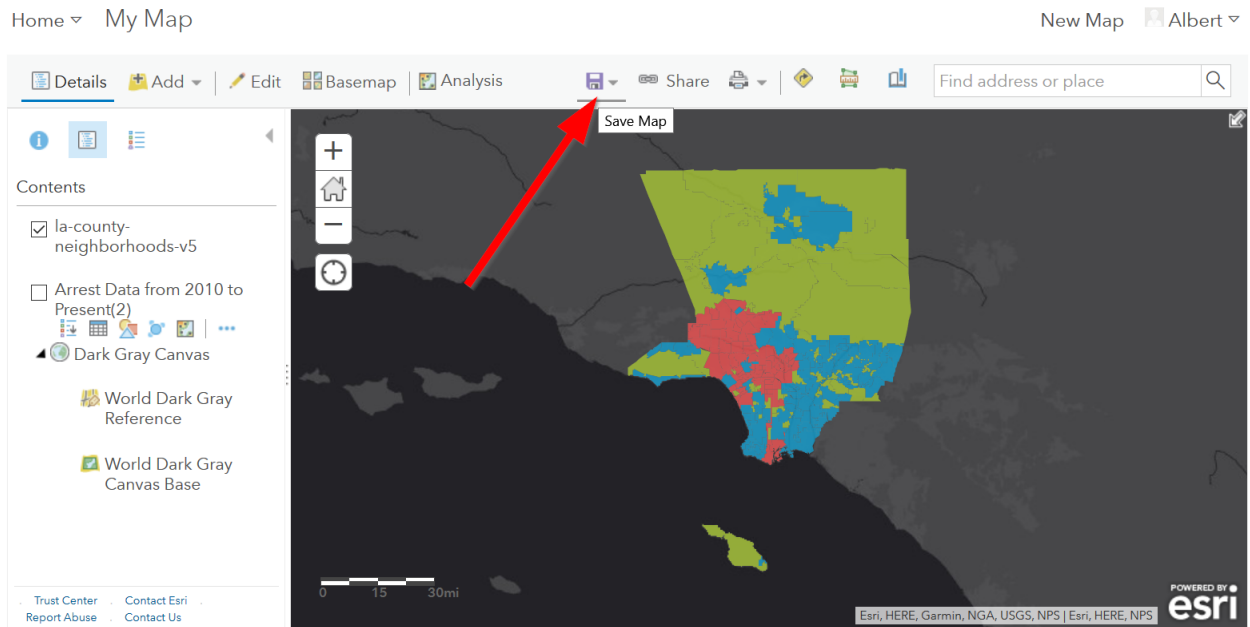 Home My Map New Map Albert
Details Add Edit Basemap Analysis Share Find address or place
Save Map
Contents
la-county-
neighborhoods-v5
Arrest Data from 2010 to
Present(2)
Dark Gray Canvas
World Dark Gray
Reference
World Dark Gray
Canvas Base
Trust Center Contact Esri
Report Abuse Contact Us
0 15 30mi
Esri, HERE, Garmin, NGA, USGS, NPS | Esri, HERE, NPS
POWERED BY
esri